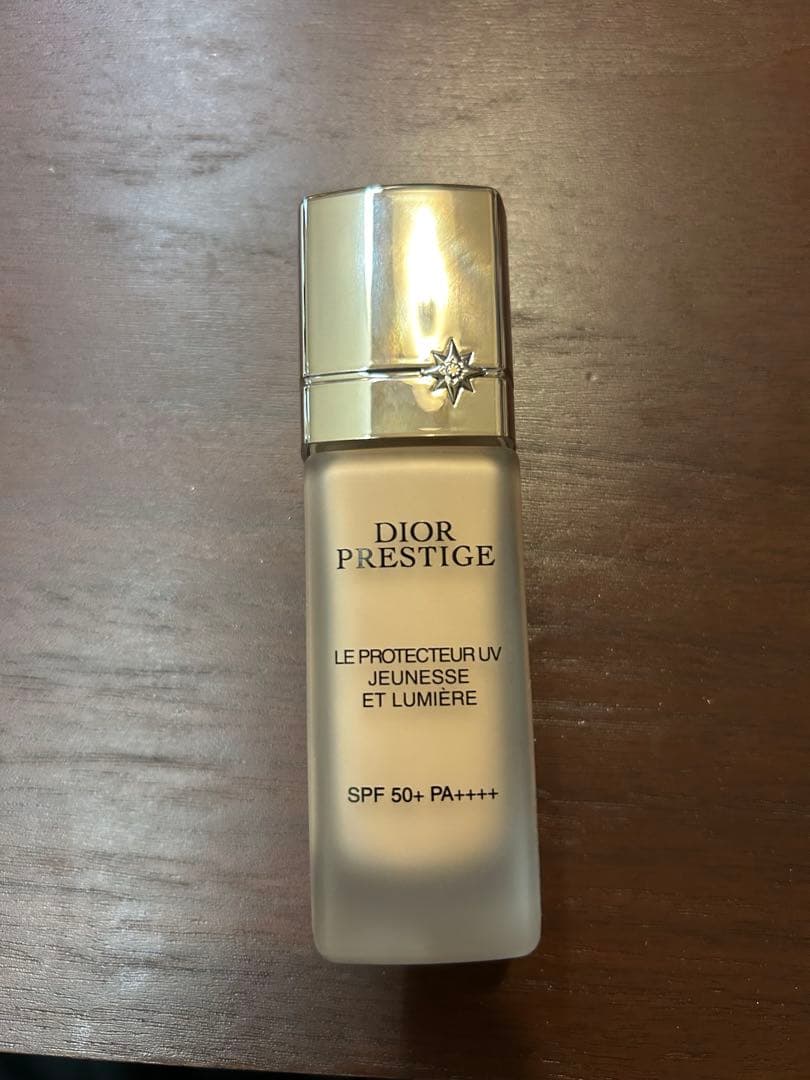 DIOR
PRESTIGE
LE PROTECTEUR UV
JEUNESSE
ET LUMIÈRE
SPF 50+ PA++++